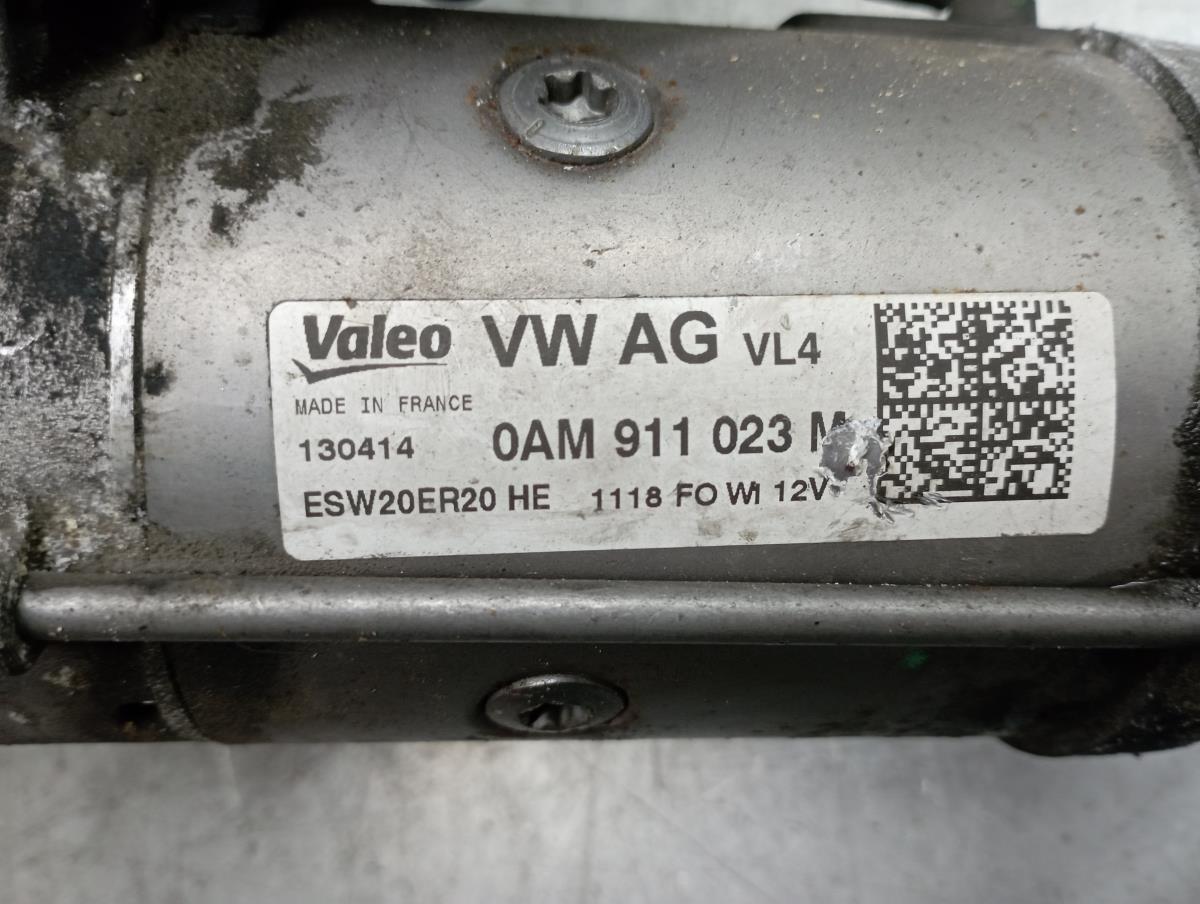 Valeo VW AG VL4
MADE IN FRANCE
130414 0AM 911 023 M
ESW20ER20 HE 1118 FO WI 12V